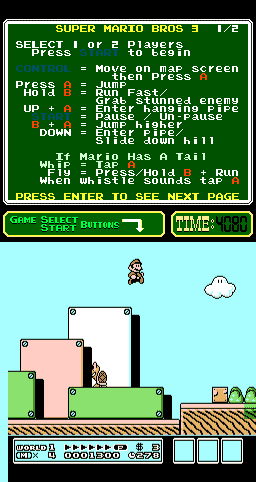 SUPER MARIO BROS 3 1/2
SELECT 1 or 2 Players
Press START to begin
CONTROL = Move on map screen
then Press A
Press A = Jump
Hold B = Run Fast/
Grab stunned enemy
UP + A = Enter hanging pipe
START = Pause / Un-pause
B + A = Jump higher
DOWN = Enter pipe/
Slide down hill
If Mario Has A Tail
Whip = Tap A
Fly = Press/Hold B + Run
When whistle sounds tap A
PRESS ENTER TO SEE NEXT PAGE
GAME SELECT
START BUTTONS
TIME: 4080
WORLD 1 P $ 3
M x 4 0001300 278